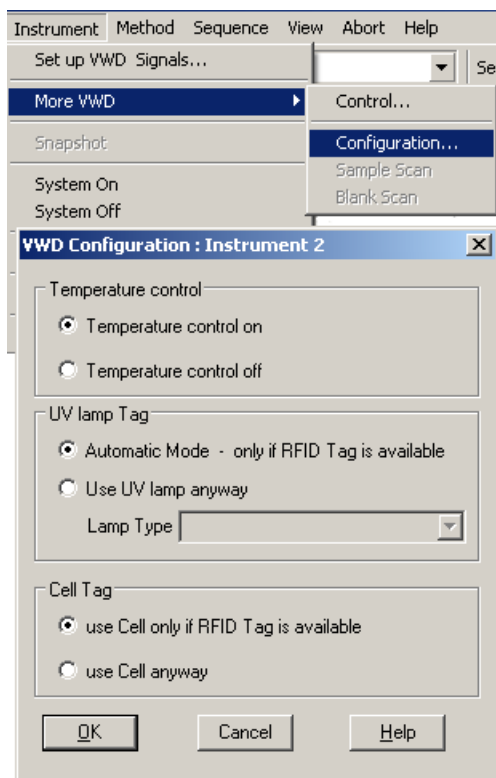 Instrument Method Sequence View Abort Help
Set up VWD Signals...
Se
More VWD
Control...
Snapshot
Configuration...
Sample Scan
System On
Blank Scan
System Off
VWD Configuration : Instrument 2
Temperature control
Temperature control on
Temperature control off
UV lamp Tag
Automatic Mode - only if RFID Tag is available
Use UV lamp anyway
Lamp Type
Cell Tag
use Cell only if RFID Tag is available
use Cell anyway
OK Cancel Help